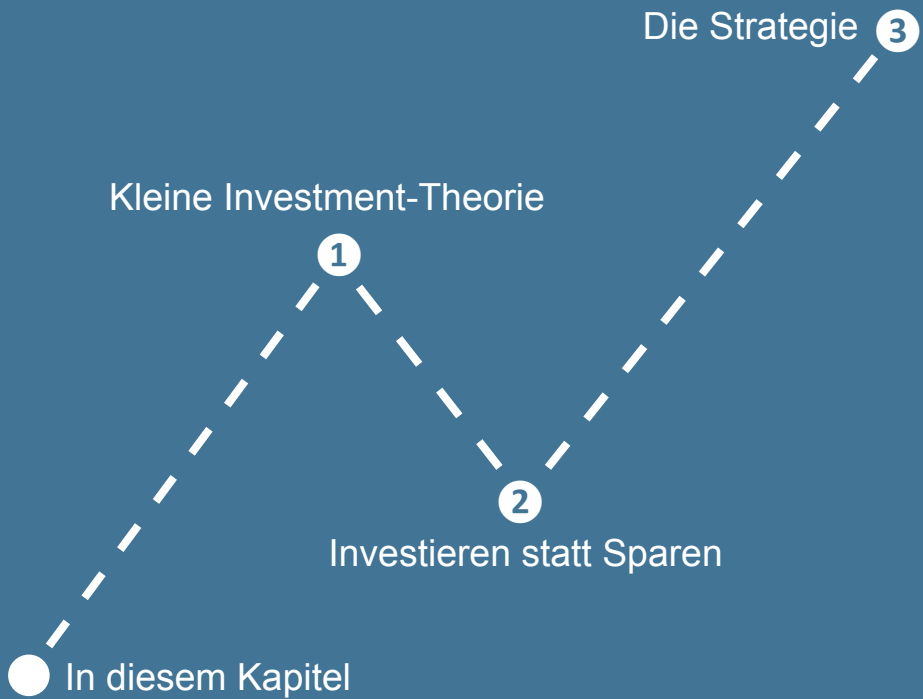 Die Strategie 3
Kleine Investment-Theorie
1
2
Investieren statt Sparen
In diesem Kapitel